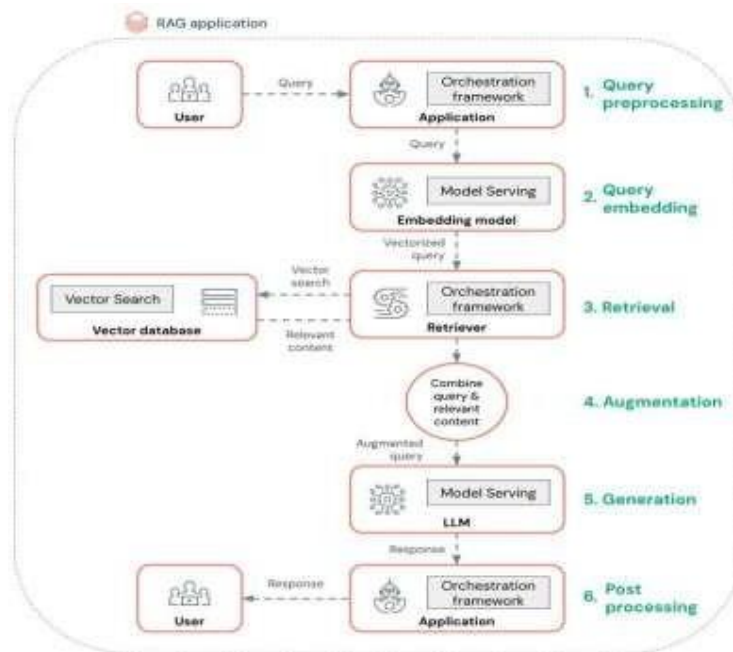 RAG application
Query
Orchestration
framework
User
Application
1. Query
preprocessing
Query
Model Serving
Embedding model
2. Query
embedding
Vectorized
query
Vector
search
Vector Search
Vector database
Relevant
content
Orchestration
framework
Retriever
3. Retrieval
Combine
query &
relevant
content
4. Augmentation
Augmented
query
Model Serving
LLM
5. Generation
Response
Response
User
Orchestration
framework
Application
6. Post
processing